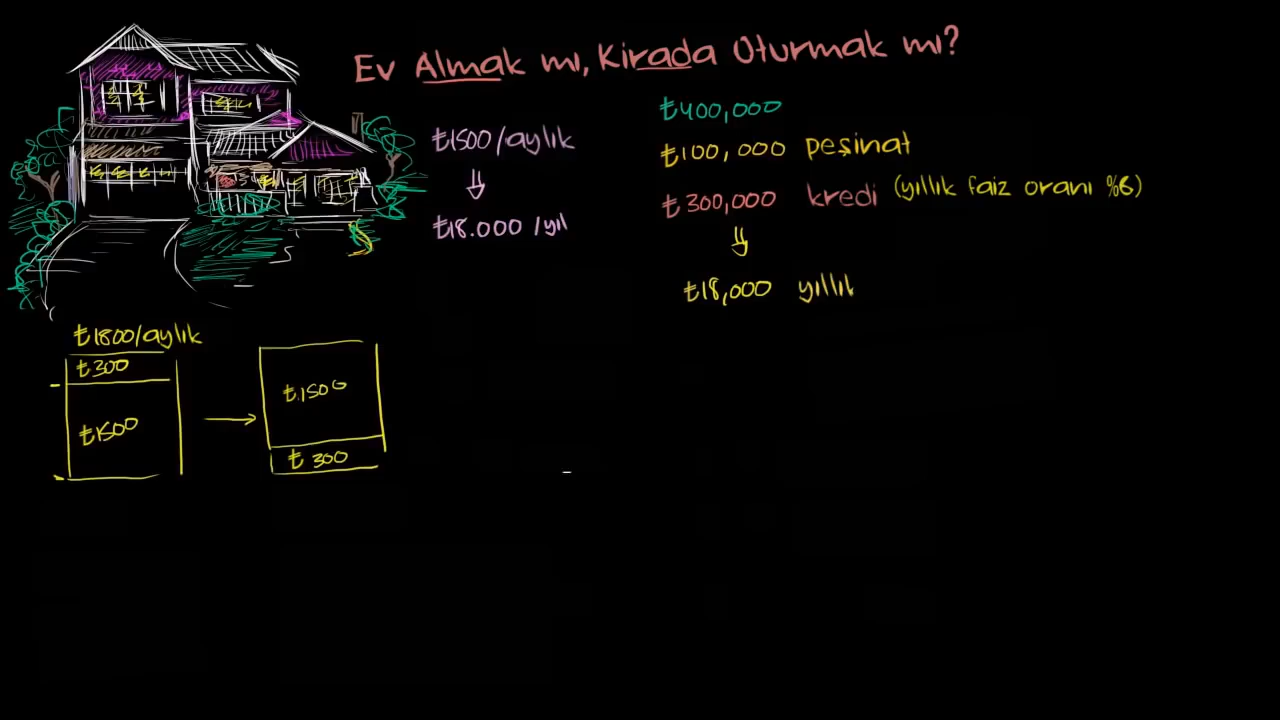 Ev Almak mı, Kirada Oturmak mı?
₺1500/aylık
₺18.000 /yıl
₺400,000
₺100,000 peşinat
₺300,000 kredi (yıllık faiz oranı %6)
₺18,000 yıllık
₺1800/aylık
₺300
₺1500
₺1500
₺300